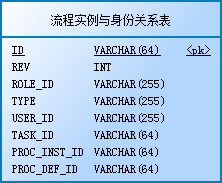 流程实例与身份关系表
ID VARCHAR(64) <pk>
REV INT
ROLE_ID VARCHAR(255)
TYPE VARCHAR(255)
USER_ID VARCHAR(255)
TASK_ID VARCHAR(64)
PROC_INST_ID VARCHAR(64)
PROC_DEF_ID VARCHAR(64)